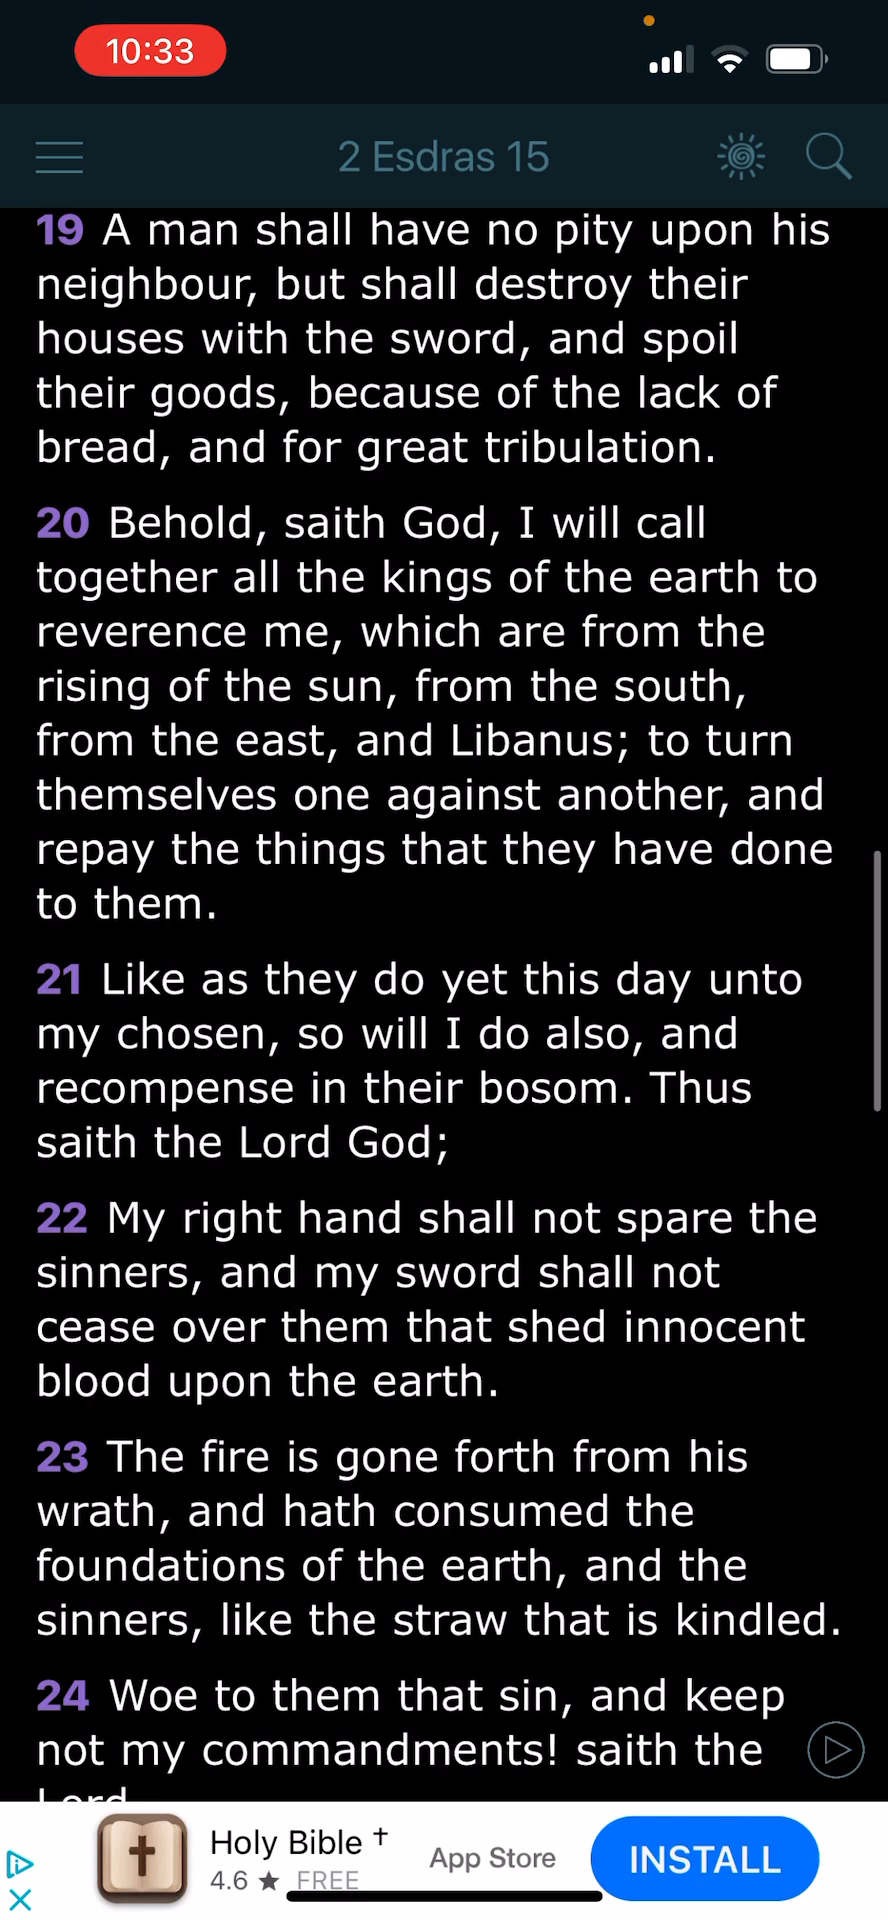 10:33
2 Esdras 15
19 A man shall have no pity upon his
neighbour, but shall destroy their
houses with the sword, and spoil
their goods, because of the lack of
bread, and for great tribulation.
20 Behold, saith God, I will call
together all the kings of the earth to
reverence me, which are from the
rising of the sun, from the south,
from the east, and Libanus; to turn
themselves one against another, and
repay the things that they have done
to them.
21 Like as they do yet this day unto
my chosen, so will I do also, and
recompense in their bosom. Thus
saith the Lord God;
22 My right hand shall not spare the
sinners, and my sword shall not
cease over them that shed innocent
blood upon the earth.
23 The fire is gone forth from his
wrath, and hath consumed the
foundations of the earth, and the
sinners, like the straw that is kindled.
24 Woe to them that sin, and keep
not my commandments! saith the
Lord
Holy Bible †
4.6 ★ FREE
App Store
INSTALL